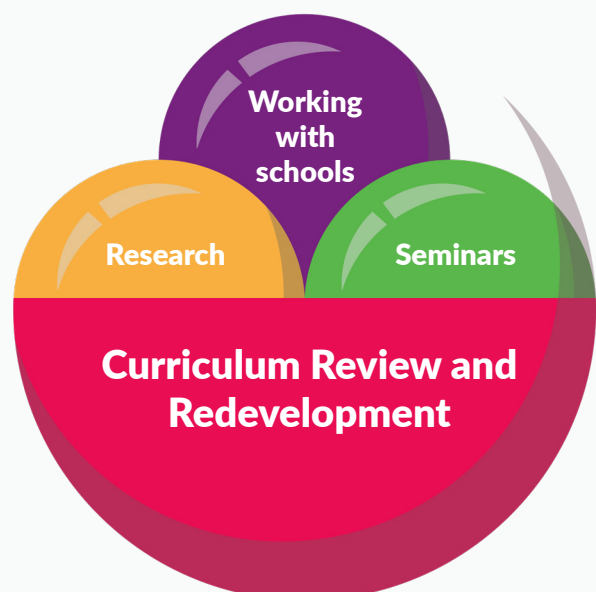 Working
with
schools
Research
Seminars
Curriculum Review and
Redevelopment